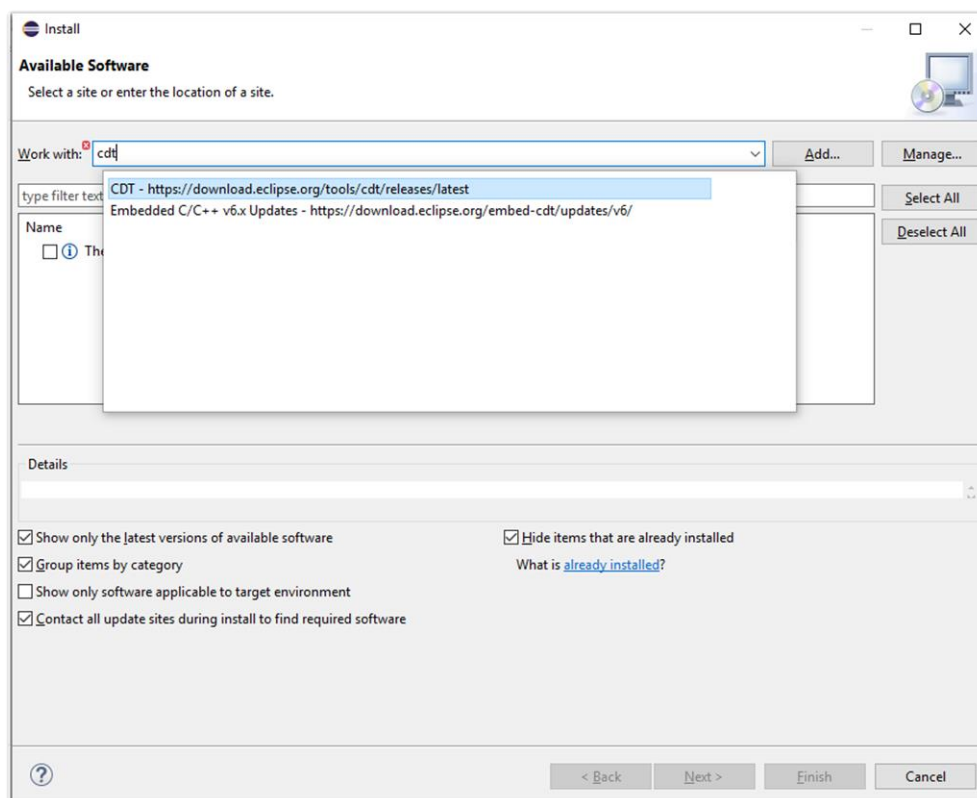 Install
Available Software
Select a site or enter the location of a site.
Work with: cdt
Add...
Manage...
type filter text
CDT - https://download.eclipse.org/tools/cdt/releases/latest
Embedded C/C++ v6.x Updates - https://download.eclipse.org/embed-cdt/updates/v6/
Select All
Deselect All
Name
The
Details
Show only the latest versions of available software
Hide items that are already installed
Group items by category
What is already installed?
Show only software applicable to target environment
Contact all update sites during install to find required software
< Back
Next >
Finish
Cancel